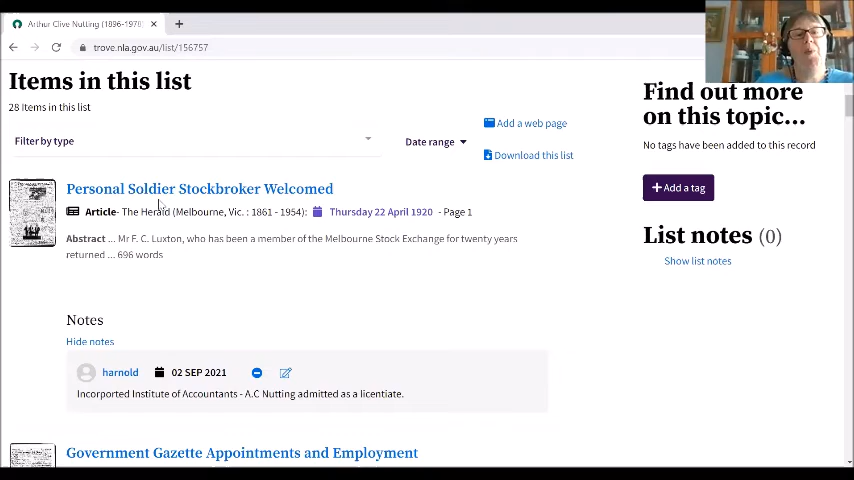 Arthur Clive Nutting (1896-197
trove.nla.gov.au/list/156757
Items in this list
28 Items in this list
Filter by type
Date range
Add a web page
Download this list
Personal Soldier Stockbroker Welcomed
Article- The Herald (Melbourne, Vic. : 1861 - 1954): Thursday 22 April 1920 - Page 1
Abstract ... Mr F. C. Luxton, who has been a member of the Melbourne Stock Exchange for twenty years
returned ... 696 words
Notes
Hide notes
harnold 02 SEP 2021
Incorported Institute of Accountants - A.C Nutting admitted as a licentiate.
Government Gazette Appointments and Employment
Find out more
on this topic...
No tags have been added to this record
+ Add a tag
List notes (0)
Show list notes